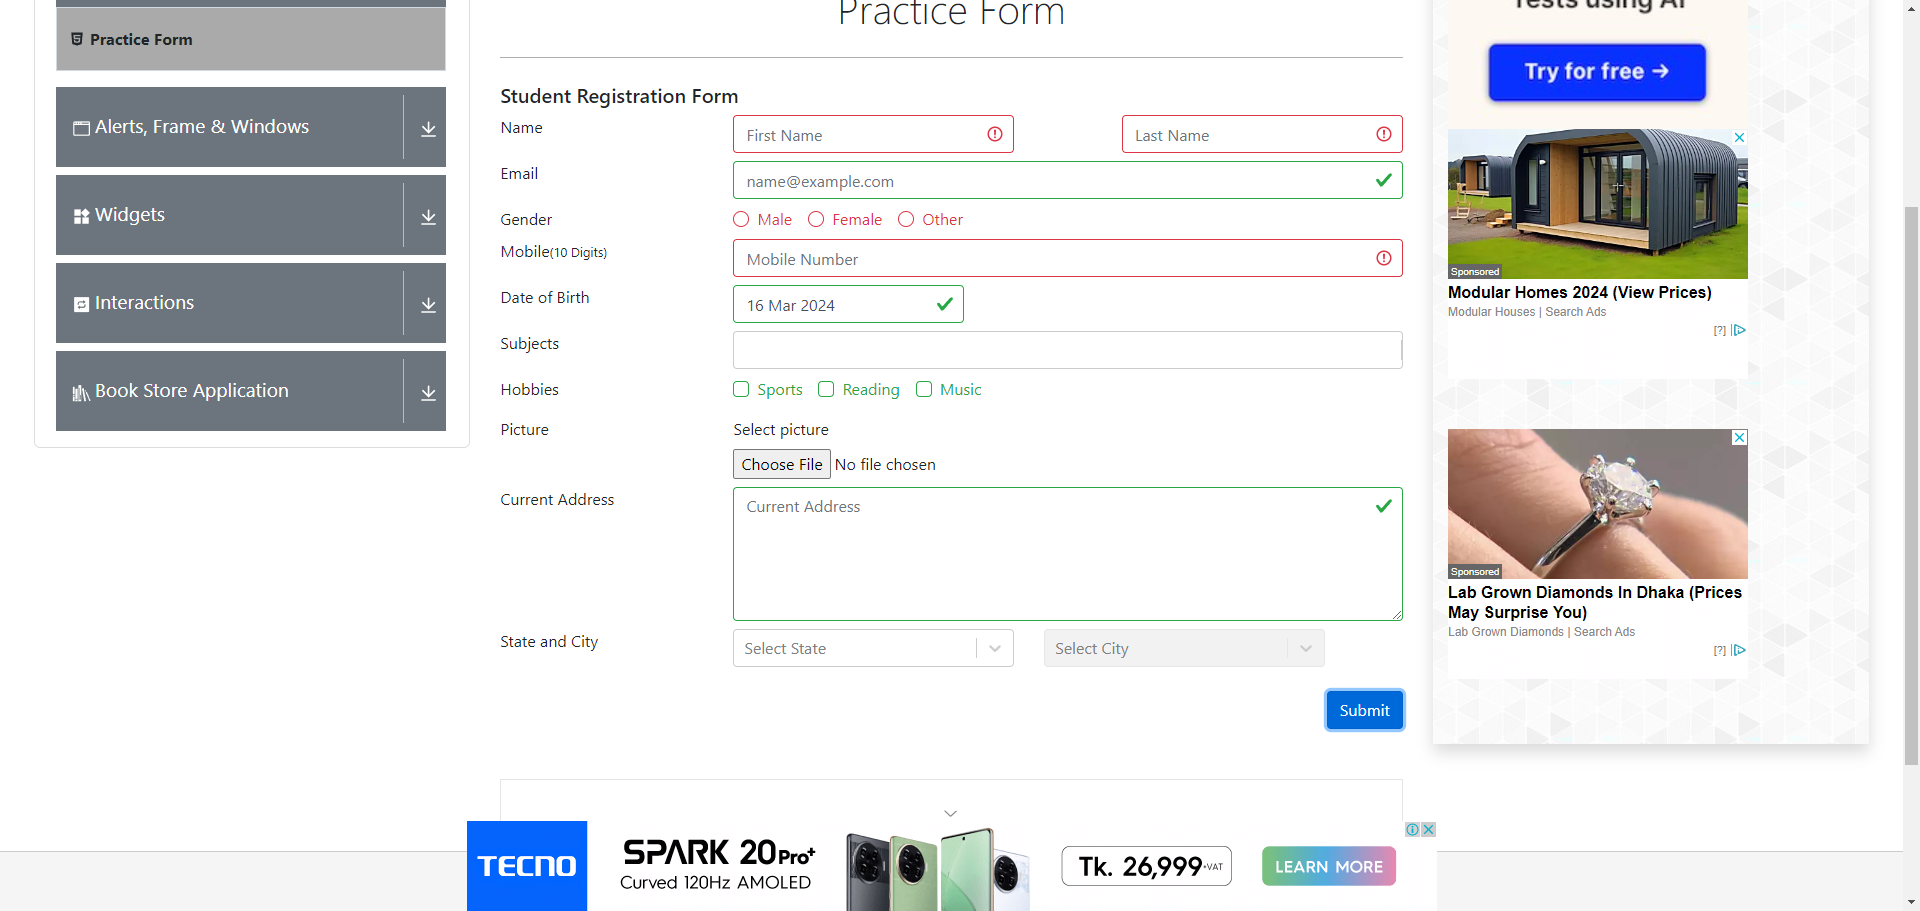 Practice Form
Practice Form
Alerts, Frame & Windows
Widgets
Interactions
Book Store Application
Student Registration Form
Name
First Name
Last Name
Email
name@example.com
Gender
Male
Female
Other
Mobile(10 Digits)
Mobile Number
Date of Birth
16 Mar 2024
Subjects
Hobbies
Sports
Reading
Music
Picture
Select picture
Choose File No file chosen
Current Address
Current Address
State and City
Select State
Select City
Submit
Tests using AI
Try for free →
Sponsored
Modular Homes 2024 (View Prices)
Modular Houses | Search Ads
[?]
Sponsored
Lab Grown Diamonds In Dhaka (Prices
May Surprise You)
Lab Grown Diamonds | Search Ads
[?]
TECNO
SPARK 20 Pro+
Curved 120Hz AMOLED
Tk. 26,999+VAT
LEARN MORE